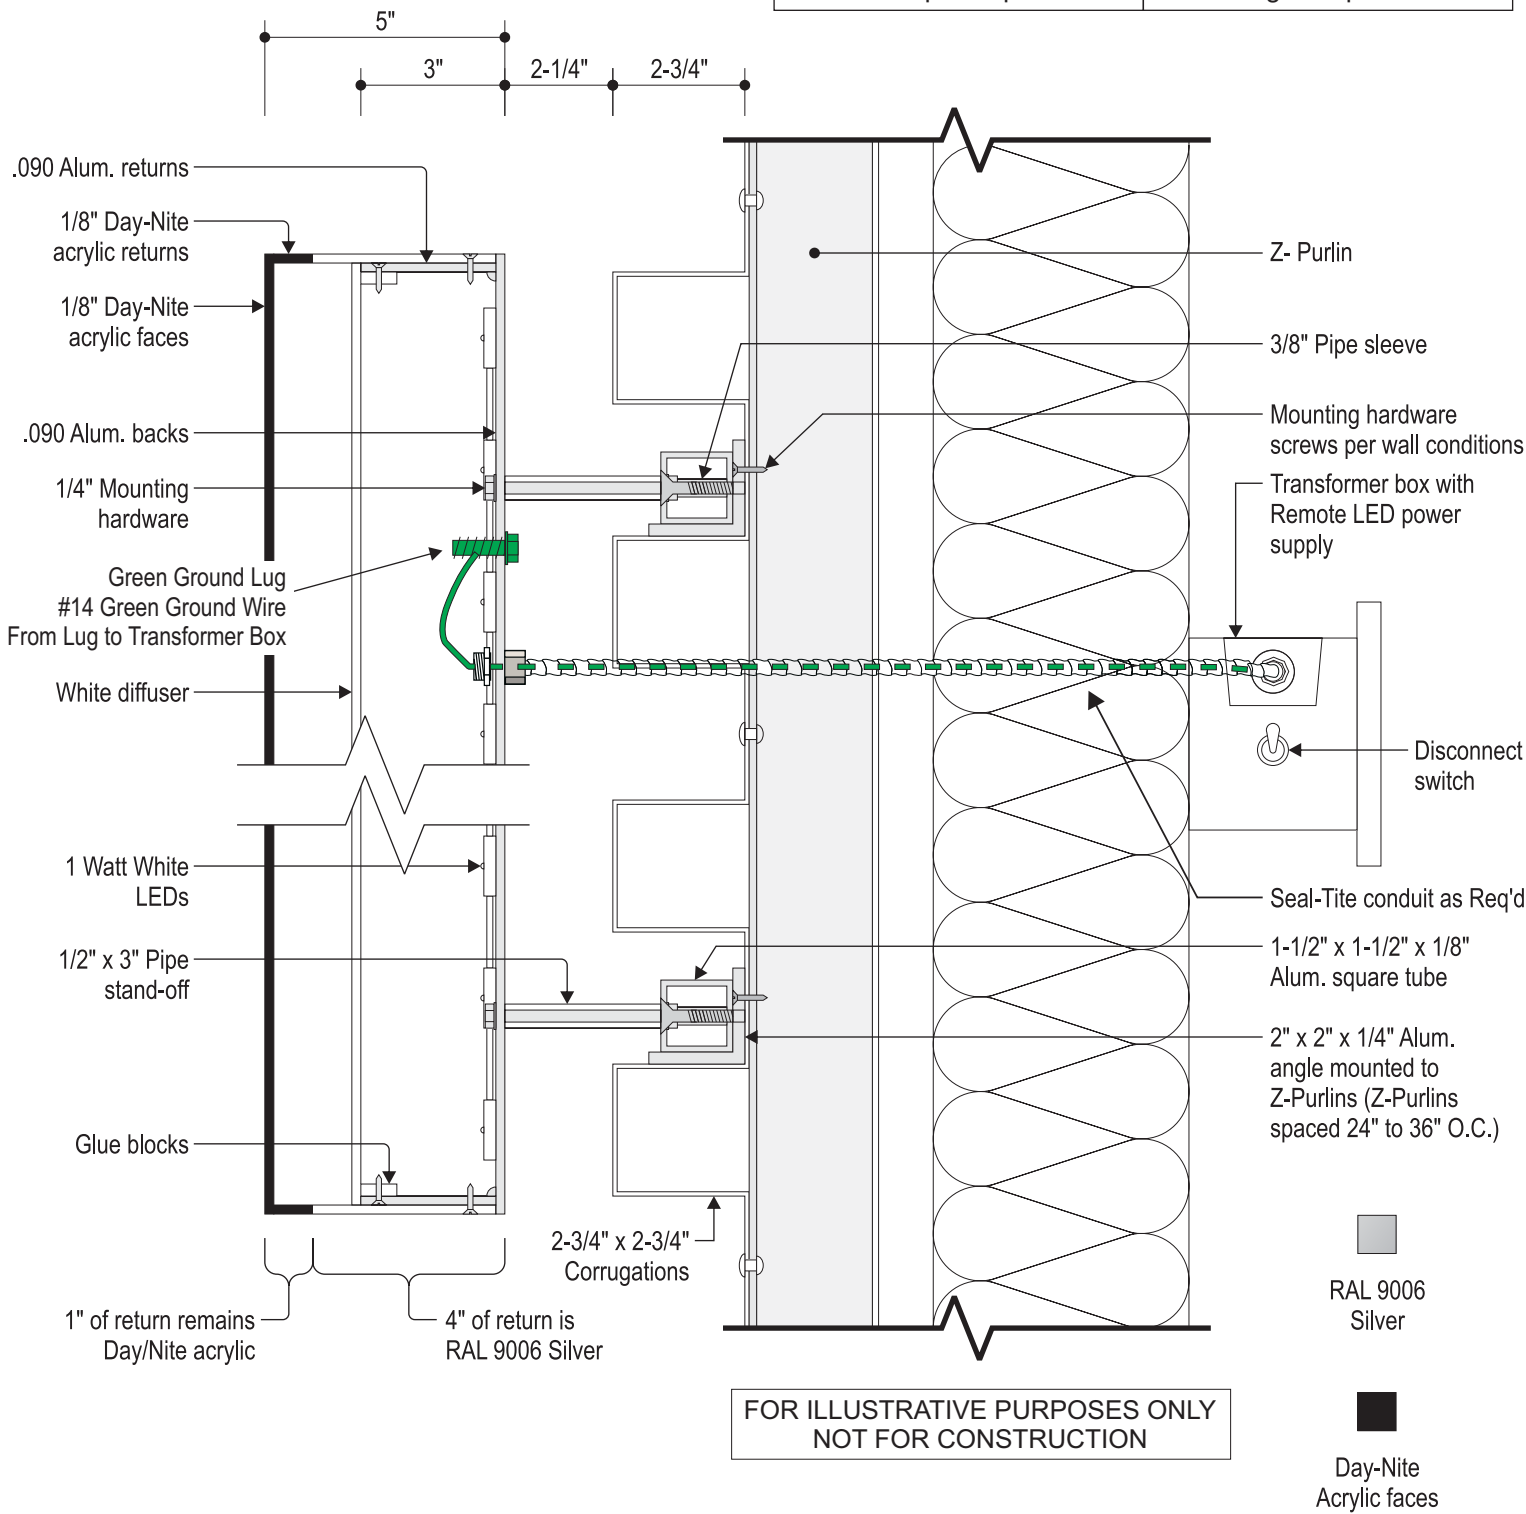 5"
3"
2-1/4"
2-3/4"
.090 Alum. returns
1/8" Day-Nite
acrylic returns
1/8" Day-Nite
acrylic faces
.090 Alum. backs
1/4" Mounting
hardware
Green Ground Lug
#14 Green Ground Wire
From Lug to Transformer Box
White diffuser
1 Watt White
LEDs
1/2" x 3" Pipe
stand-off
Glue blocks
1" of return remains
Day/Nite acrylic
4" of return is
RAL 9006 Silver
2-3/4" x 2-3/4"
Corrugations
Z- Purlin
3/8" Pipe sleeve
Mounting hardware
screws per wall conditions
Transformer box with
Remote LED power
supply
Disconnect
switch
Seal-Tite conduit as Req'd
1-1/2" x 1-1/2" x 1/8"
Alum. square tube
2" x 2" x 1/4" Alum.
angle mounted to
Z-Purlins (Z-Purlins
spaced 24" to 36" O.C.)
RAL 9006
Silver
Day-Nite
Acrylic faces
FOR ILLUSTRATIVE PURPOSES ONLY
NOT FOR CONSTRUCTION